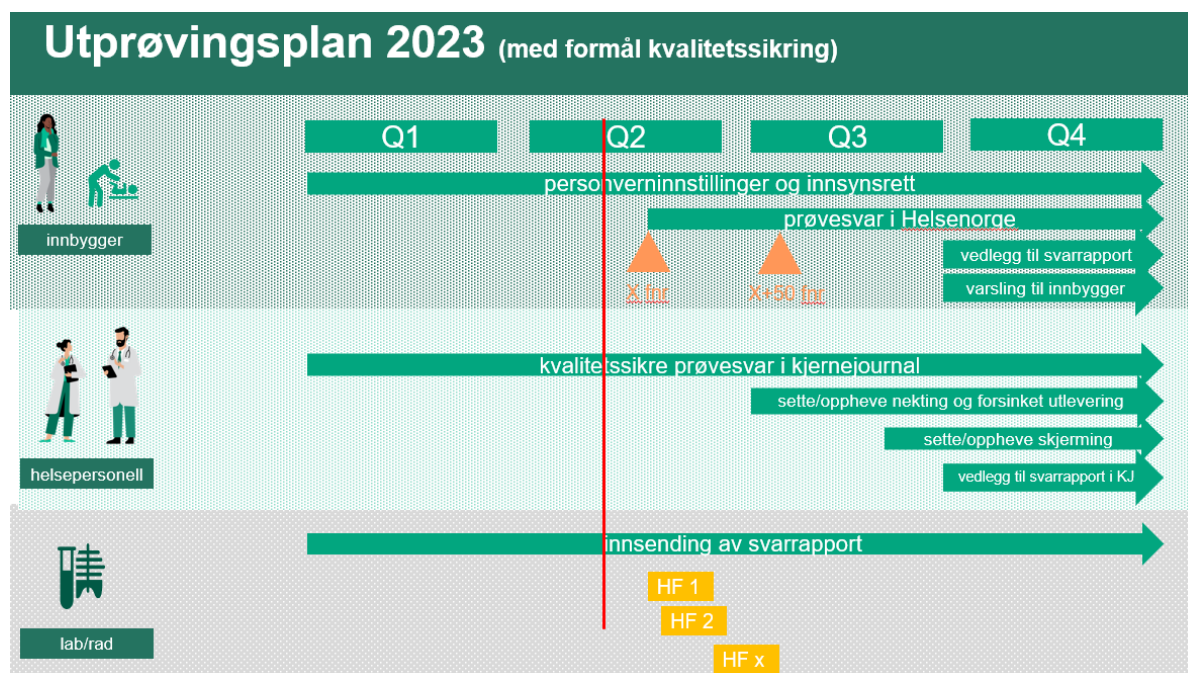 Utprøvingsplan 2023 (med formål kvalitetssikring)
Q1 Q2 Q3 Q4
personverninnstillinger og innsynsrett
prøvesvar i Helsenorge
innbygger
vedlegg til svarrapport
varsling til innbygger
X fnr X+50 fnr
kvalitetssikre prøvesvar i kjernejournal
sette/oppheve nekting og forsinket utlevering
sette/oppheve skjerming
helsepersonell
vedlegg til svarrapport i KJ
innsending av svarrapport
HF 1
HF 2
lab/rad
HF x